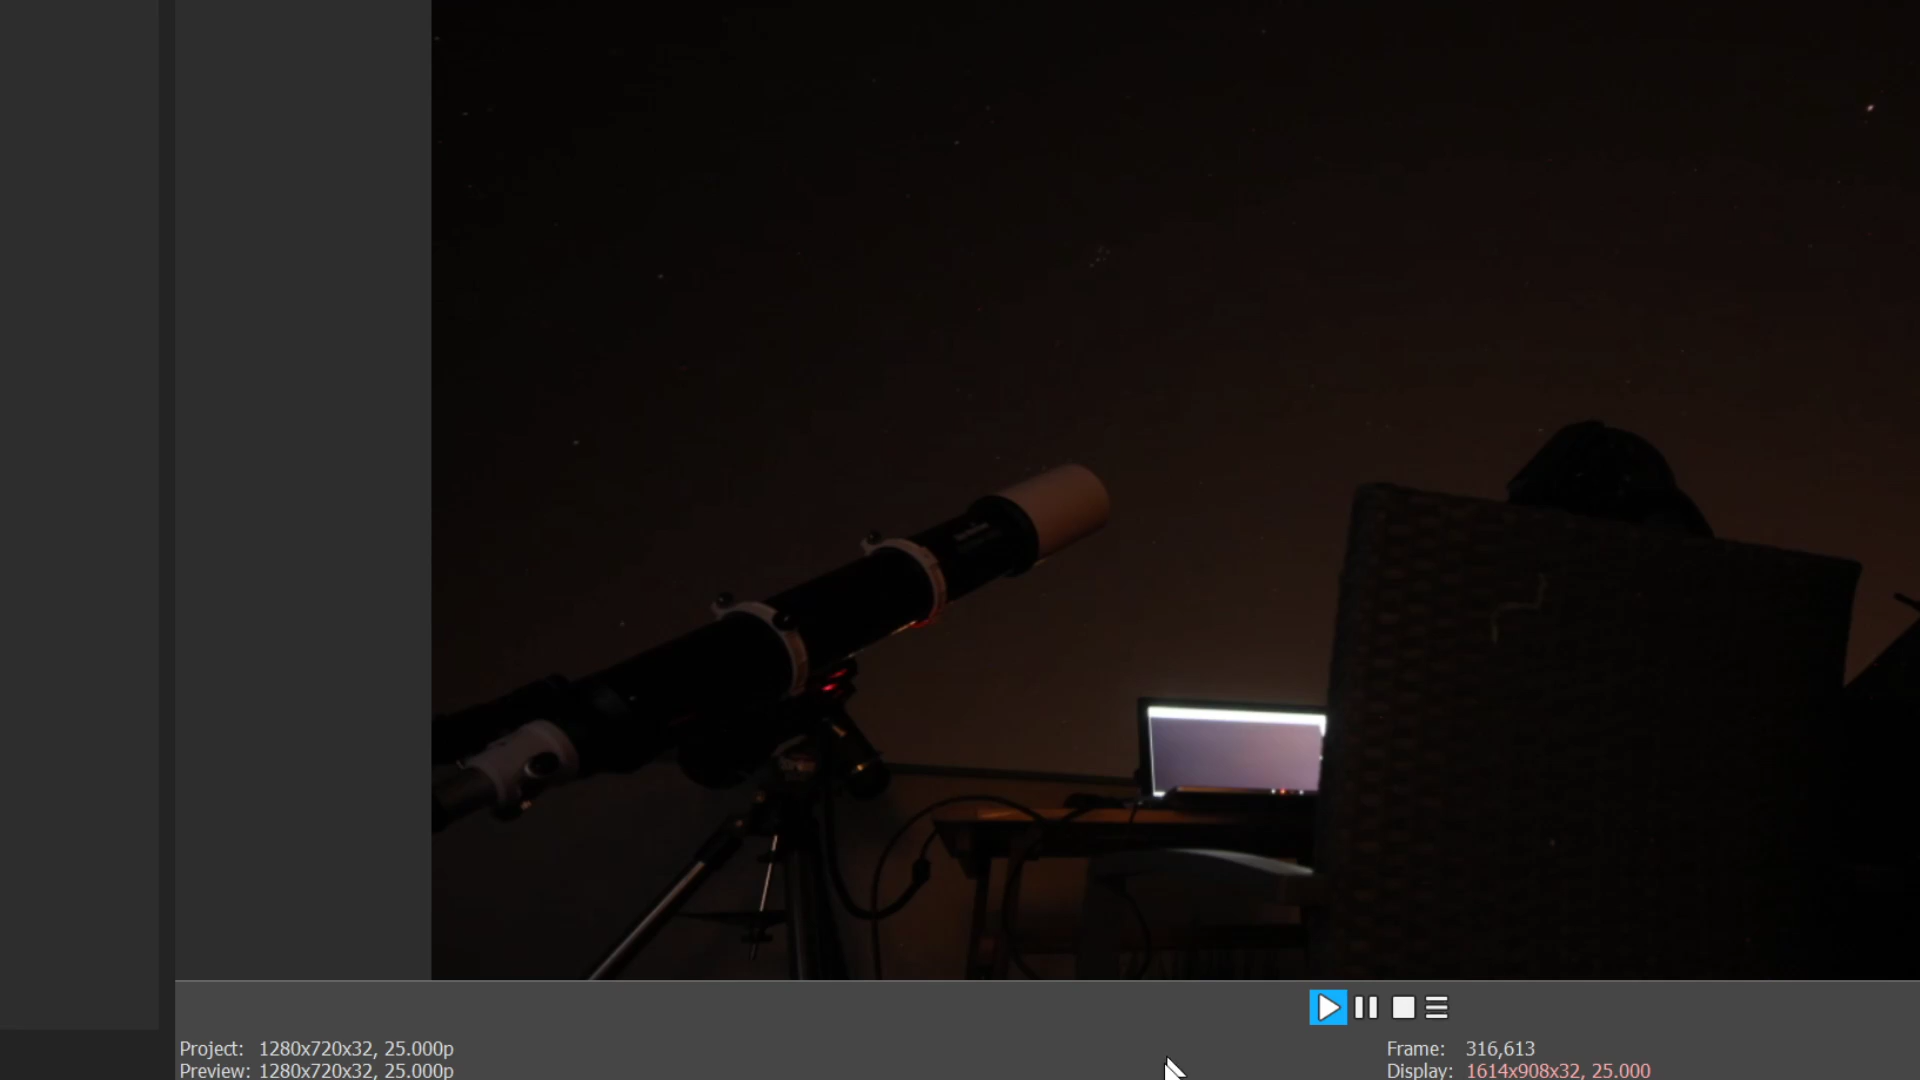 Project: 1280x720x32, 25.000p
Frame: 316,613
Preview: 1280x720x32, 25.000p
Display: 1614x908x32, 25.000